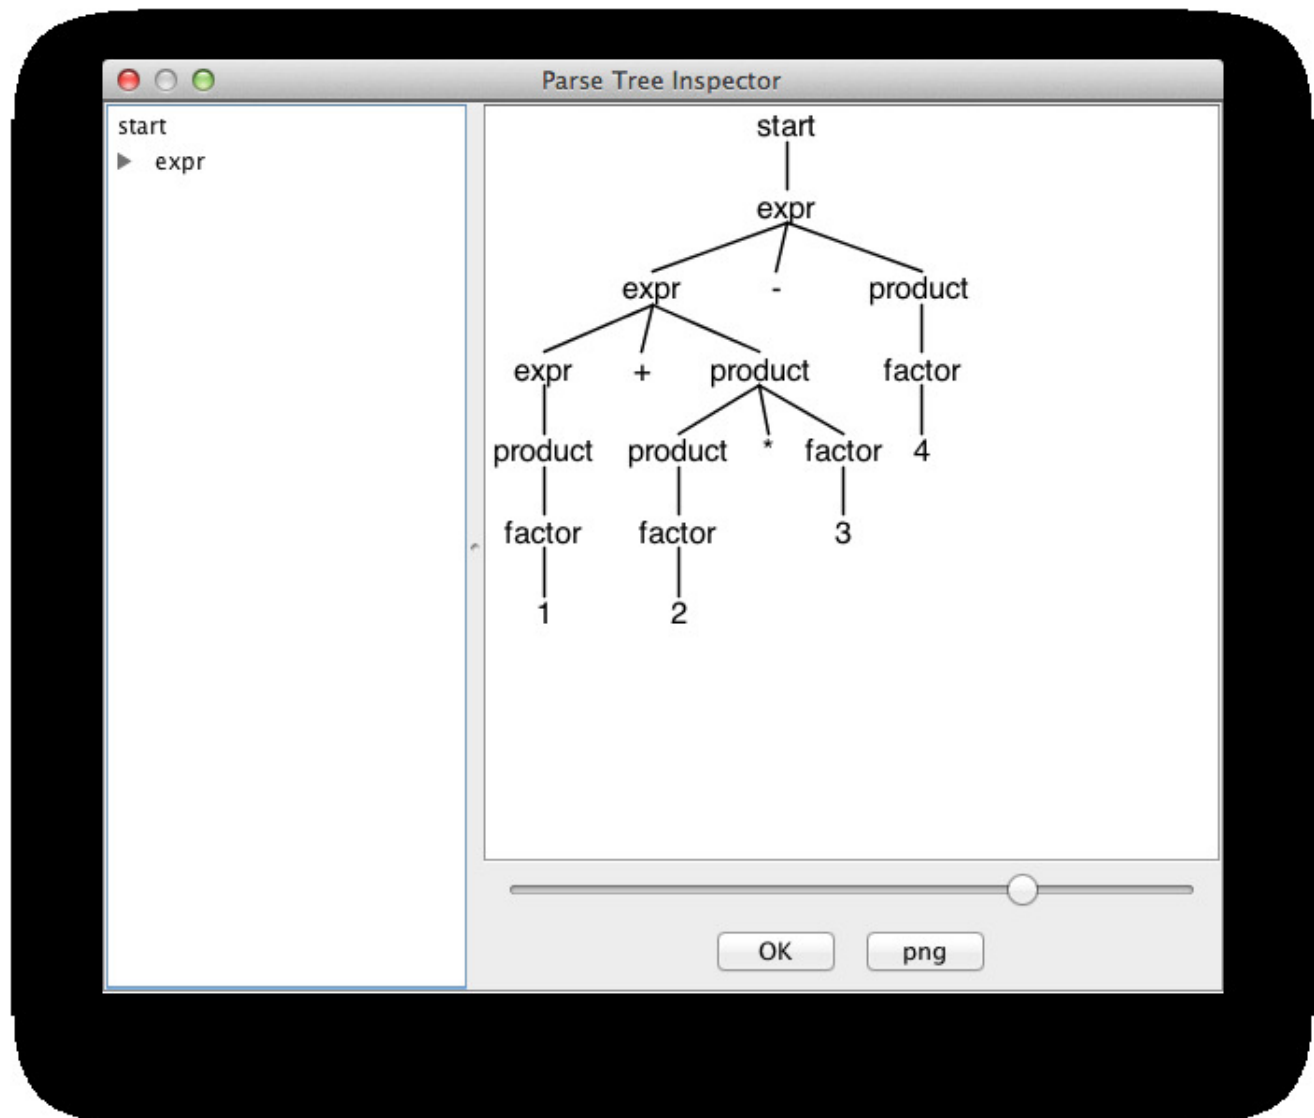 Parse Tree Inspector
start
expr
start
expr
expr - product
expr + product factor
product product * factor 4
factor factor 3
1 2
OK png